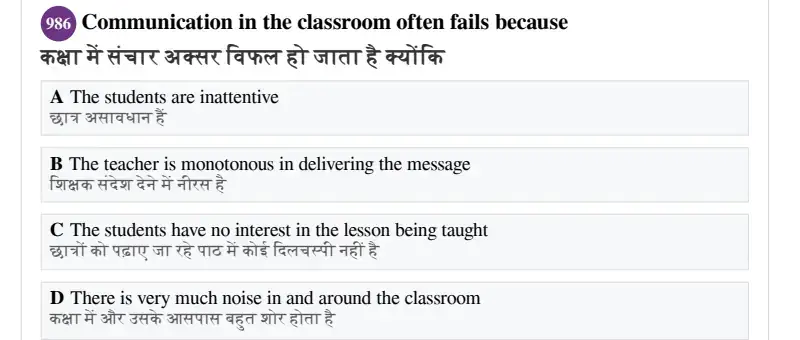 986 Communication in the classroom often fails because
कक्षा में संचार अक्सर विफल हो जाता है क्योंकि
A The students are inattentive
छात्र असावधान हैं
B The teacher is monotonous in delivering the message
शिक्षक संदेश देने में नीरस है
C The students have no interest in the lesson being taught
छात्रों को पढ़ाए जा रहे पाठ में कोई दिलचस्पी नहीं है
D There is very much noise in and around the classroom
कक्षा में और उसके आसपास बहुत शोर होता है